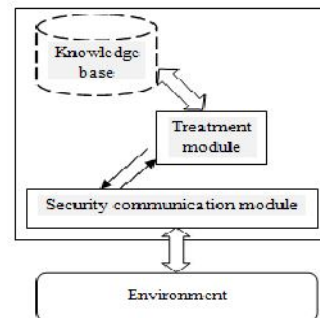 Knowledge
base
Treatment
module
Security communication module
Environment